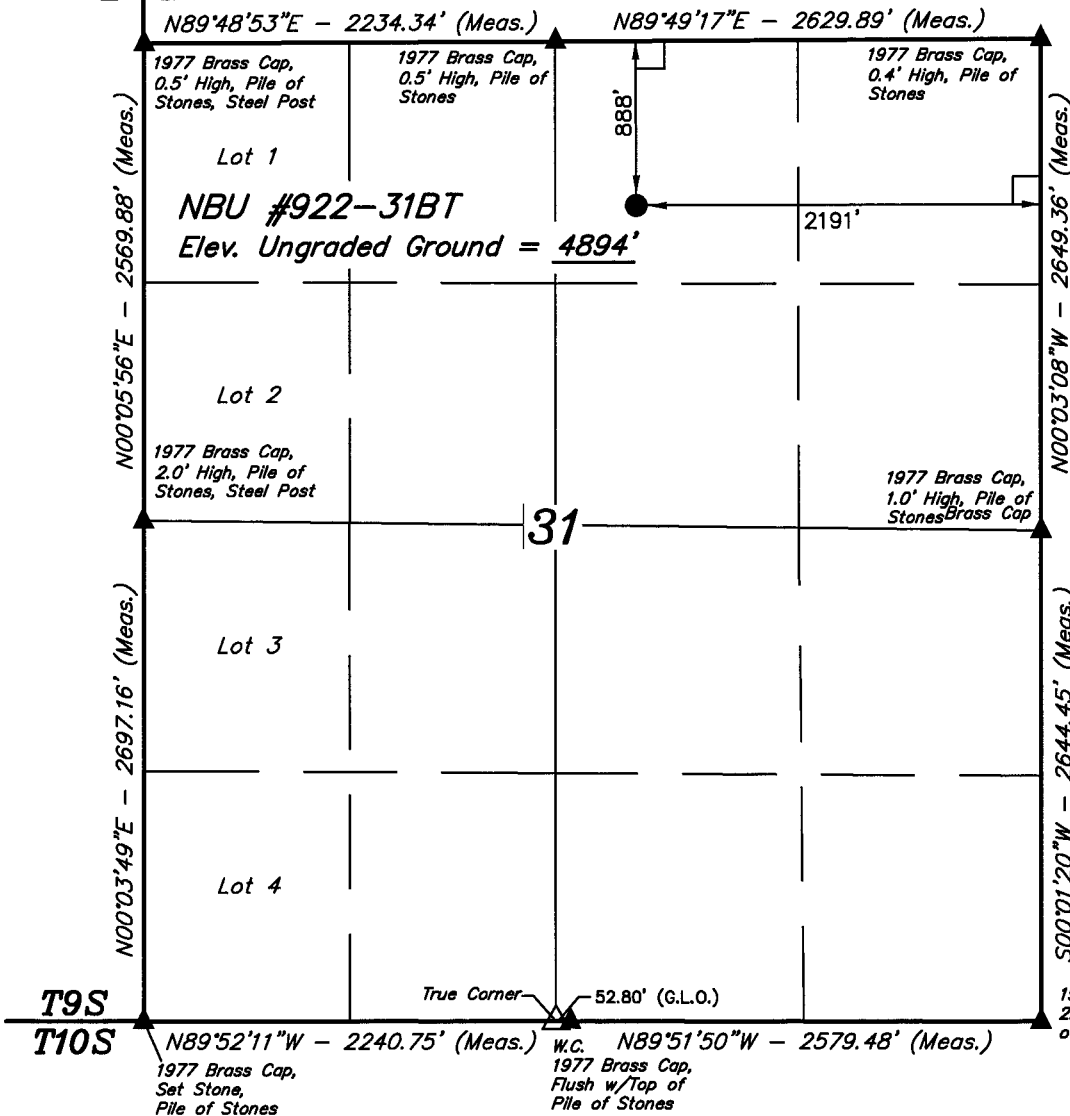 N89°48'53"E - 2234.34' (Meas.)
N89°49'17"E - 2629.89' (Meas.)
1977 Brass Cap,
0.5' High, Pile of
Stones, Steel Post
1977 Brass Cap,
0.5' High, Pile of
Stones
1977 Brass Cap,
0.4' High, Pile of
Stones
N00°05'56"E - 2569.88' (Meas.)
888'
N00°03'08"W - 2649.36' (Meas.)
Lot 1
NBU #922-31BT
Elev. Ungraded Ground = 4894'
2191'
Lot 2
1977 Brass Cap,
2.0' High, Pile of
Stones, Steel Post
1977 Brass Cap,
1.0' High, Pile of
Stones Brass Cap
31
N00°03'49"E - 2697.16' (Meas.)
Lot 3
S00°01'20"W - 2644.45' (Meas.)
Lot 4
True Corner
52.80' (G.L.O.)
T9S
T10S
N89°52'11"W - 2240.75' (Meas.)
W.C.
N89°51'50"W - 2579.48' (Meas.)
1977 Brass Cap,
Set Stone,
Pile of Stones
1977 Brass Cap,
Flush w/Top of
Pile of Stones